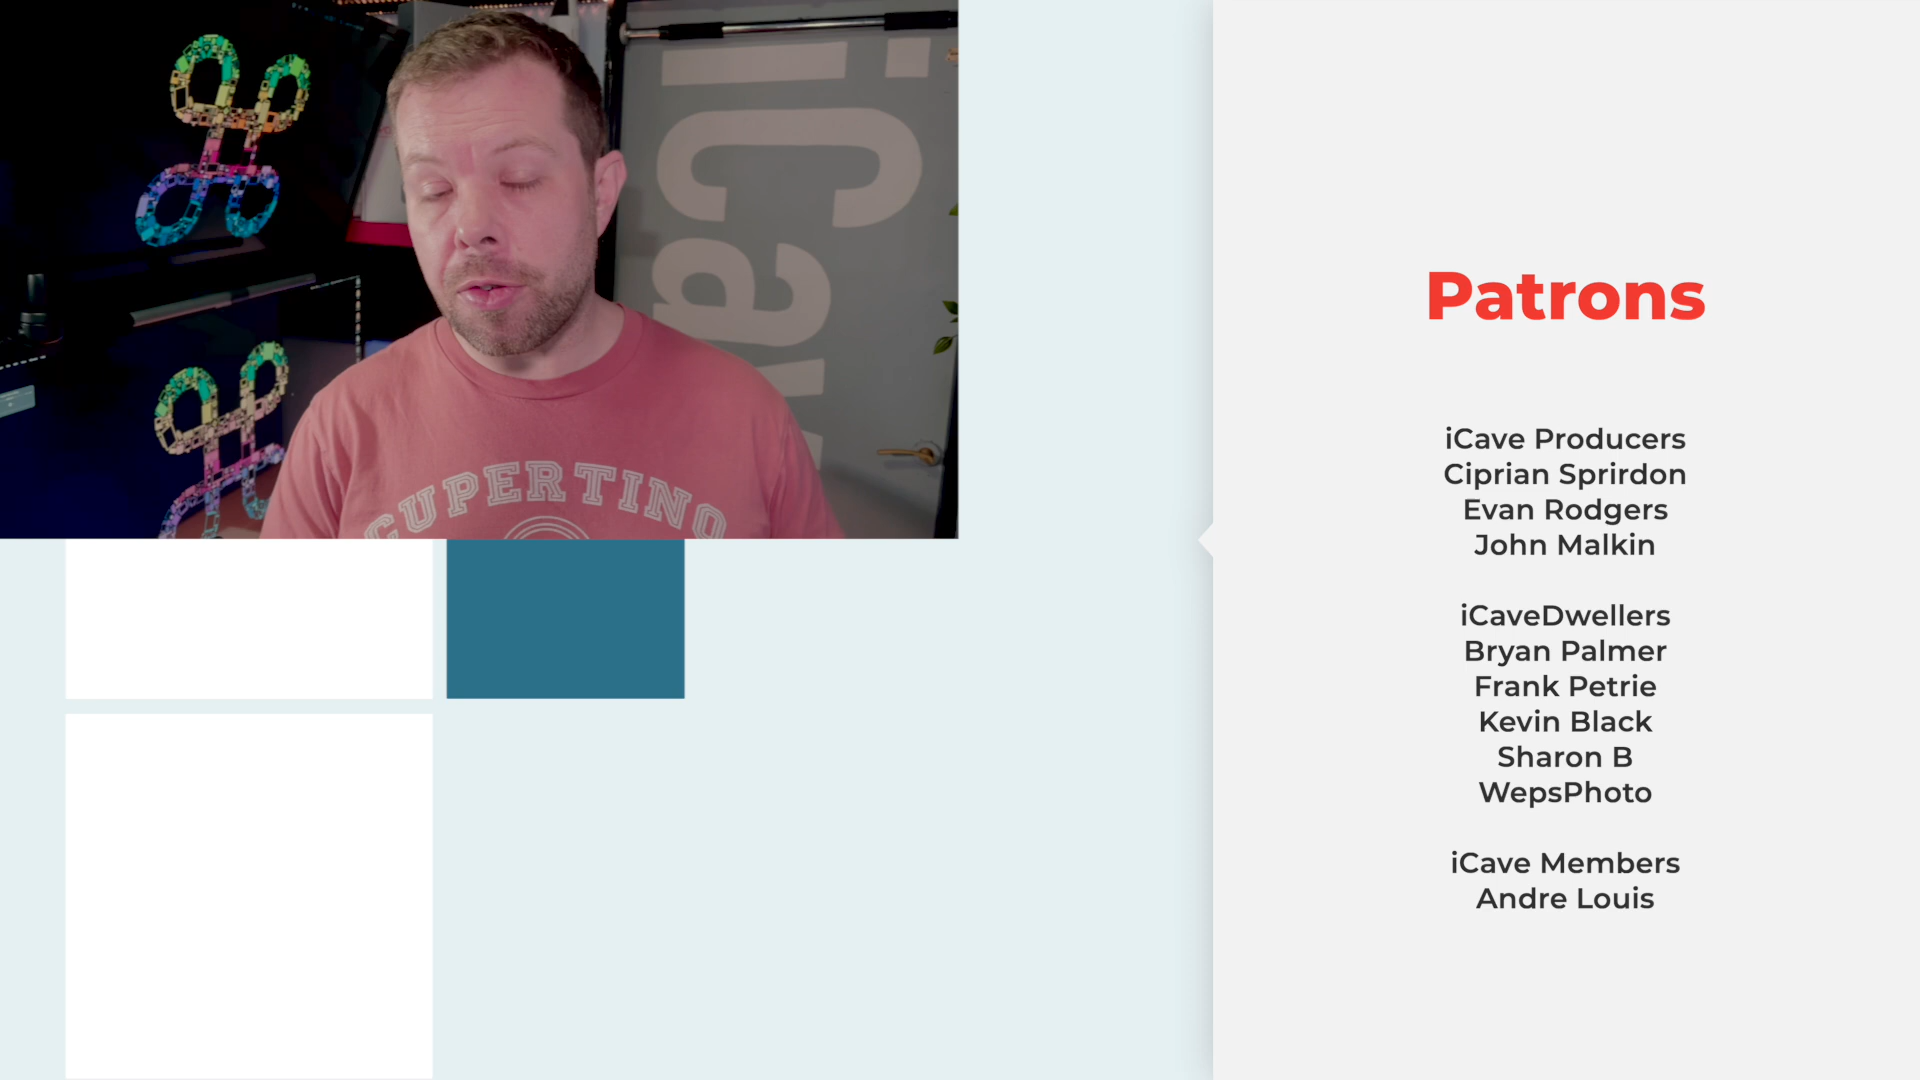 iCav
CUPERTINO
Patrons
iCave Producers
Ciprian Sprirdon
Evan Rodgers
John Malkin
iCaveDwellers
Bryan Palmer
Frank Petrie
Kevin Black
Sharon B
WepsPhoto
iCave Members
Andre Louis